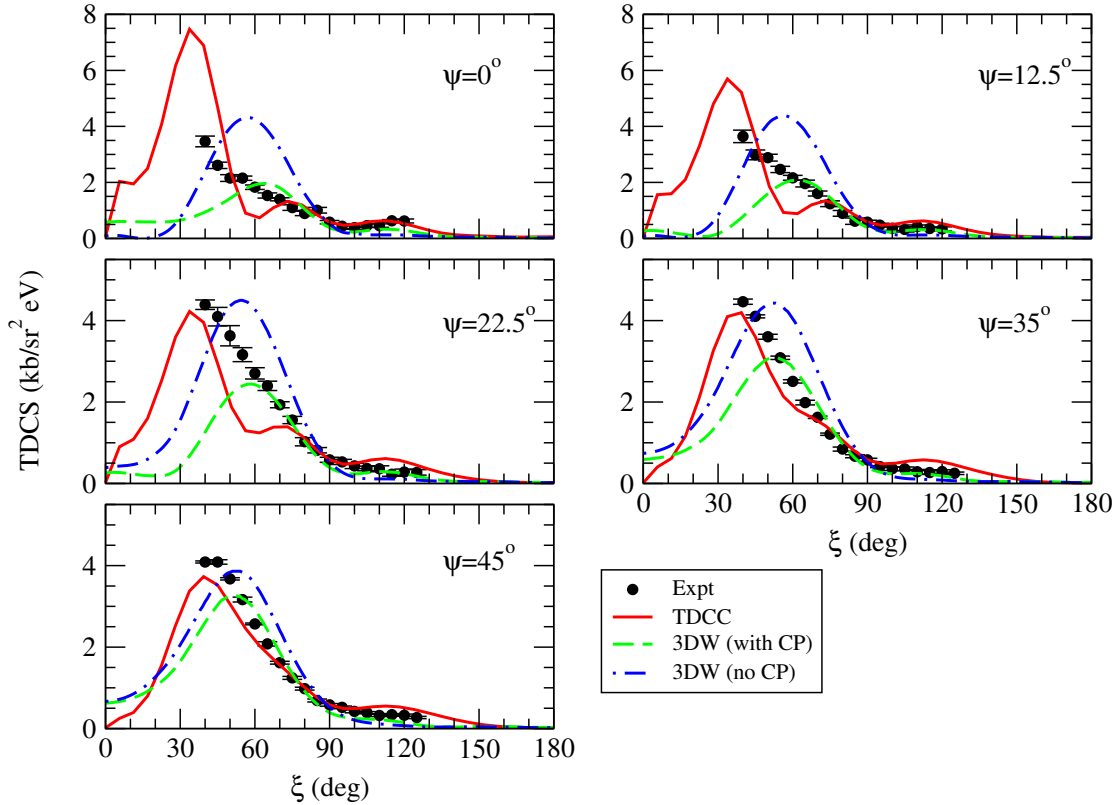 8
6
4
2
0
ψ=0°
8
6
4
2
0
ψ=12.5°
TDCS (kb/sr² eV)
4
2
0
ψ=22.5°
4
2
0
ψ=35°
0 30 60 90 120 150 180
ξ (deg)
4
2
0
ψ=45°
0 30 60 90 120 150 180
ξ (deg)
Expt
TDCC
3DW (with CP)
3DW (no CP)